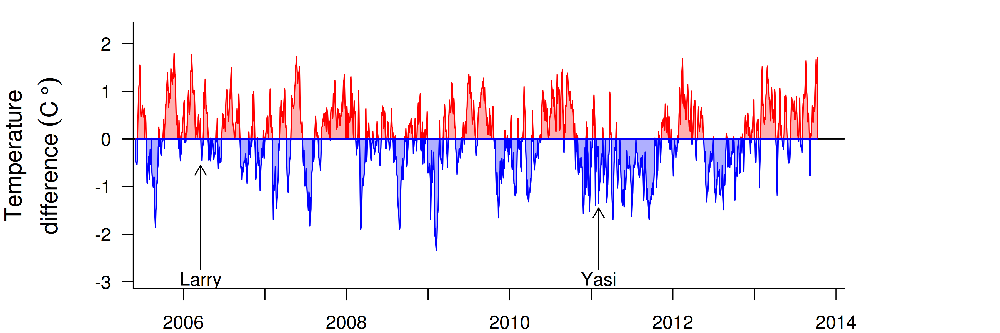 Temperature
difference (C °)
2
1
0
-1
-2
-3
Larry
Yasi
2006
2008
2010
2012
2014